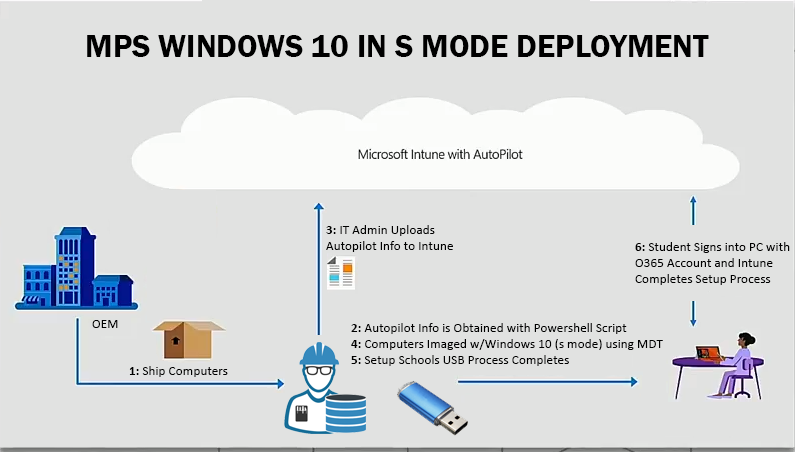 MPS WINDOWS 10 IN S MODE DEPLOYMENT
Microsoft Intune with AutoPilot
3: IT Admin Uploads
Autopilot Info to Intune
6: Student Signs into PC with
O365 Account and Intune
Completes Setup Process
OEM
1: Ship Computers
2: Autopilot Info is Obtained with Powershell Script
4: Computers Imaged w/Windows 10 (s mode) using MDT
5: Setup Schools USB Process Completes